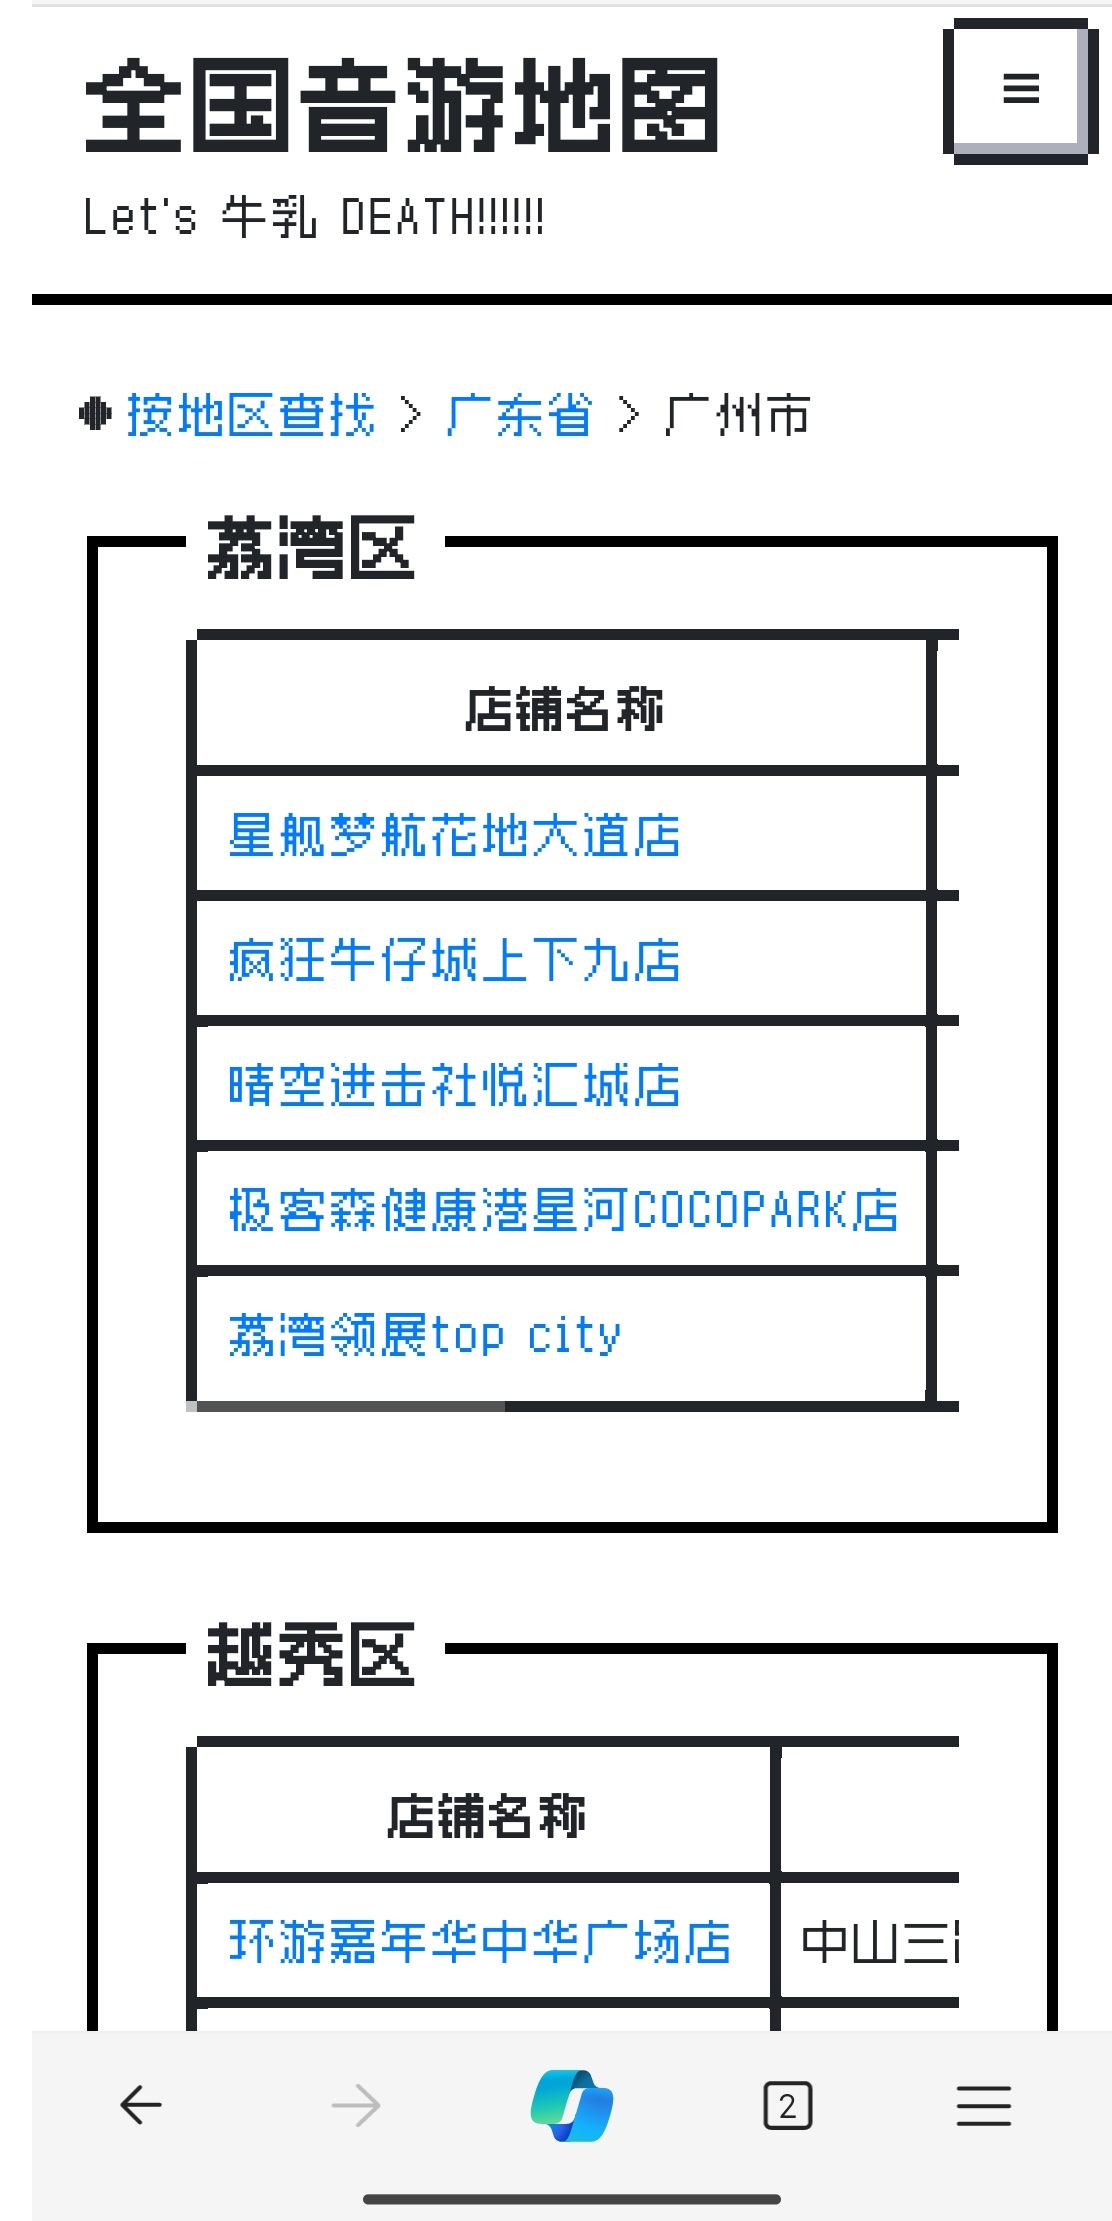 全国音游地图
Let's 牛乳 DEATH!!!!!!
按地区查找 > 广东省 > 广州市
荔湾区
店铺名称
星舰梦航花地大道店
疯狂牛仔城上下九店
晴空进击社悦汇城店
极客森健康港星河COCOPARK店
荔湾领展top city
越秀区
店铺名称
环游嘉年华中华广场店 中山三
2